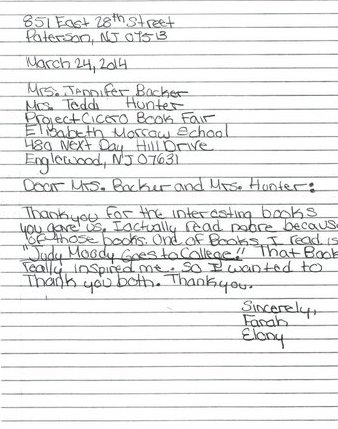 851 East 28th Street
Paterson, NJ 07513
March 24, 2014
Mrs. Jennifer Backer
Mrs. Teddi Hunter
Project Cicero Book Fair
Elisabeth Morrow School
480 Next Day Hill Drive
Englewood, NJ 07631
Dear Mrs. Backer and Mrs. Hunter:
Thank you for the interesting books
you gave us. I actually read more because
of those books. One of Books I read is
"Judy Moody Goes to College." That Book
really inspired me. So I wanted to
Thank you both. Thank you.
Sincerely,
Farah
Elony